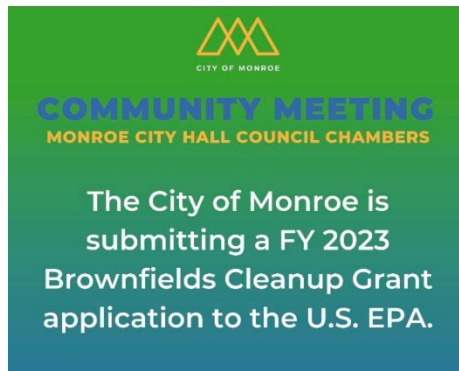 CITY OF MONROE
COMMUNITY MEETING
MONROE CITY HALL COUNCIL CHAMBERS
The City of Monroe is
submitting a FY 2023
Brownfields Cleanup Grant
application to the U.S. EPA.